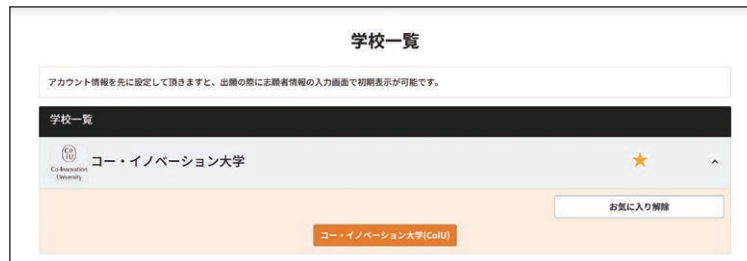 学校一覧
アカウント情報を先に設定して頂きますと、出願の際に志願者情報の入力画面で初期表示が可能です。
学校一覧
Co
IU
Co-Innovation
University
コー・イノベーション大学
お気に入り解除
コー・イノベーション大学(CoIU)